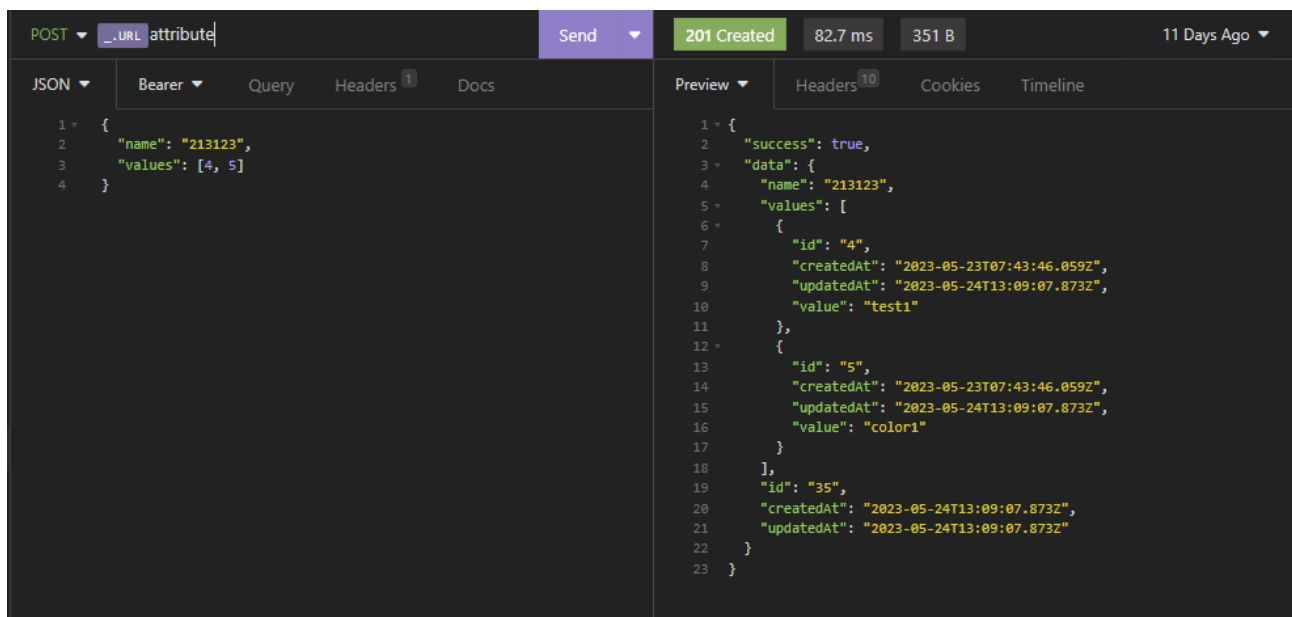 POST _.URL attribute Send 201 Created 82.7 ms 351 B 11 Days Ago
JSON Bearer Query Headers 1 Docs Preview Headers 10 Cookies Timeline
1 {
2 "name": "213123",
3 "values": [4, 5]
4 }
1 {
2 "success": true,
3 "data": {
4 "name": "213123",
5 "values": [
6 {
7 "id": "4",
8 "createdAt": "2023-05-23T07:43:46.059Z",
9 "updatedAt": "2023-05-24T13:09:07.873Z",
10 "value": "test1"
11 },
12 {
13 "id": "5",
14 "createdAt": "2023-05-23T07:43:46.059Z",
15 "updatedAt": "2023-05-24T13:09:07.873Z",
16 "value": "color1"
17 }
18 ],
19 "id": "35",
20 "createdAt": "2023-05-24T13:09:07.873Z",
21 "updatedAt": "2023-05-24T13:09:07.873Z"
22 }
23 }